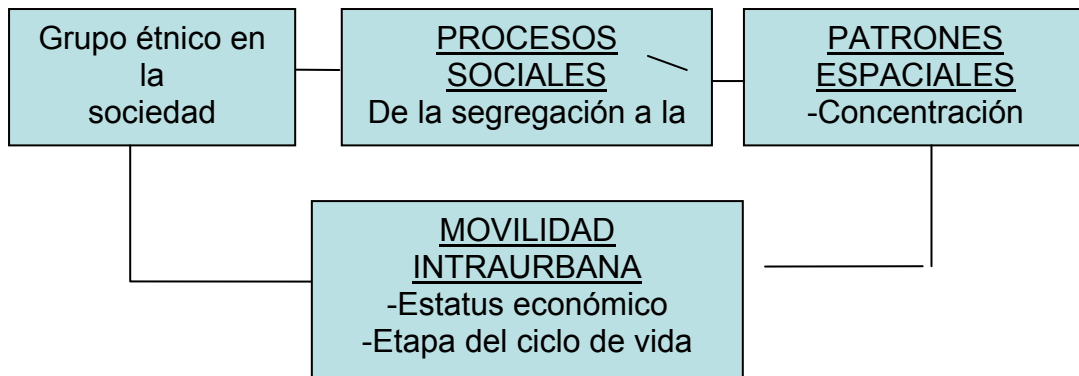 Grupo étnico en
la
sociedad
PROCESOS
SOCIALES
De la segregación a la
PATRONES
ESPACIALES
-Concentración
MOVILIDAD
INTRAURBANA
-Estatus económico
-Etapa del ciclo de vida